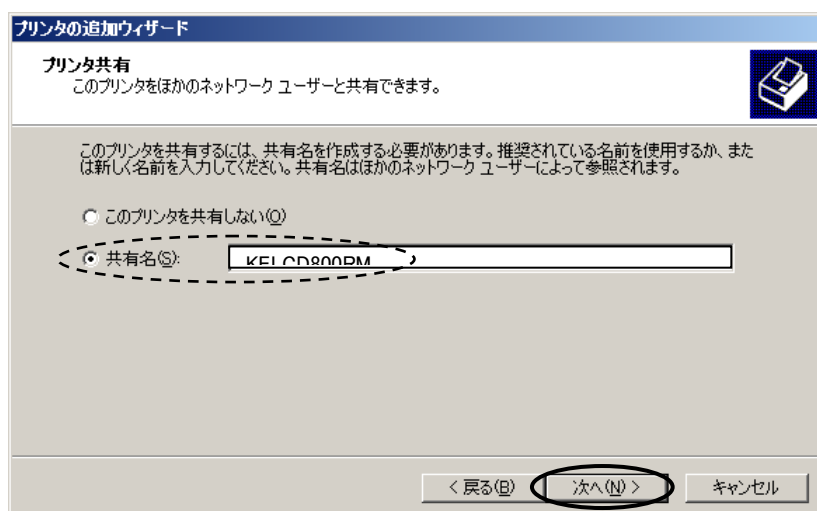 プリンタの追加ウィザード
プリンタ共有
このプリンタをほかのネットワーク ユーザーと共有できます。
このプリンタを共有するには、共有名を作成する必要があります。推奨されている名前を使用するか、また
は新しく名前を入力してください。共有名はほかのネットワーク ユーザーによって参照されます。
このプリンタを共有しない(O)
共有名(S):
< 戻る(B)
次へ(N) >
キャンセル